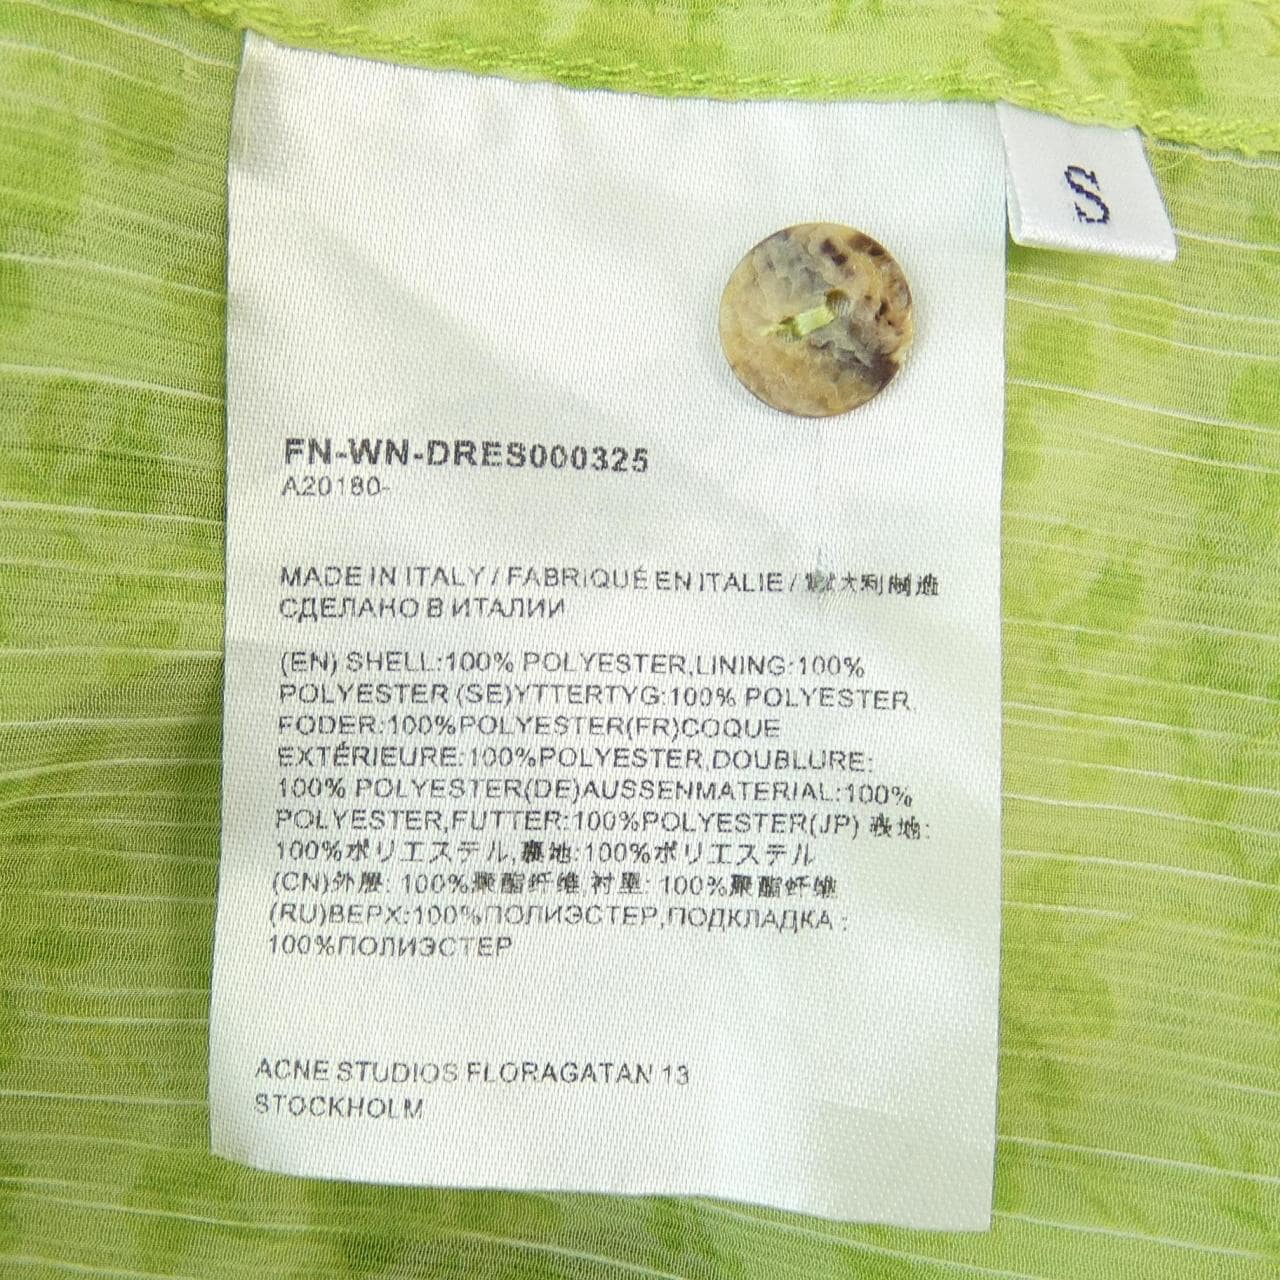 S
FN-WN-DRES000325
A20180-
MADE IN ITALY / FABRIQUÉ EN ITALIE / 意大利制造
СДЕЛАНО В ИТАЛИИ
(EN) SHELL:100% POLYESTER,LINING:100%
POLYESTER (SE)YTTERTYG:100% POLYESTER,
FODER:100%POLYESTER(FR)COQUE
EXTÉRIEURE:100%POLYESTER,DOUBLURE:
100% POLYESTER(DE)AUSSENMATERIAL:100%
POLYESTER,FUTTER:100%POLYESTER(JP) 表地:
100%ポリエステル,裏地:100%ポリエステル
(CN)外层: 100%聚酯纤维,衬里: 100%聚酯纤维
(RU)ВЕРХ:100%ПОЛИЭСТЕР,ПОДКЛАДКА :
100%ПОЛИЭСТЕР
ACNE STUDIOS FLORAGATAN 13
STOCKHOLM